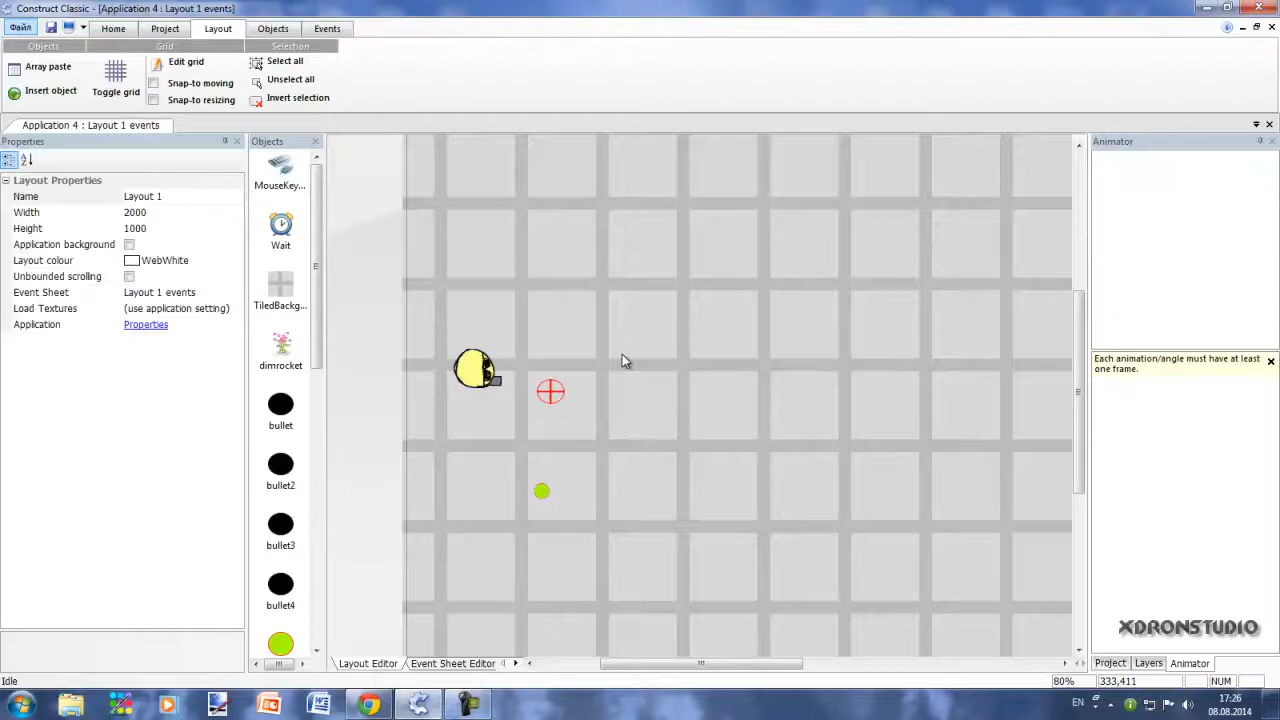 Construct Classic - [Application 4 : Layout 1 events]
Файл Home Project Layout Objects Events
Objects Grid Selection
Array paste
Insert object
Toggle grid
Edit grid
Snap-to moving
Snap-to resizing
Select all
Unselect all
Invert selection
Application 4 : Layout 1 events
Properties
Layout Properties
Name Layout 1
Width 2000
Height 1000
Application background
Layout colour WebWhite
Unbounded scrolling
Event Sheet Layout 1 events
Load Textures (use application setting)
Application Properties
Objects
MouseKey...
Wait
TiledBackg...
dimrocket
bullet
bullet2
bullet3
bullet4
Layout Editor Event Sheet Editor
Animator
Each animation/angle must have at least
one frame.
XDRONSTUDIO
Project Layers Animator
Idle
80% 333,411 NUM
EN
17:26
08.08.2014